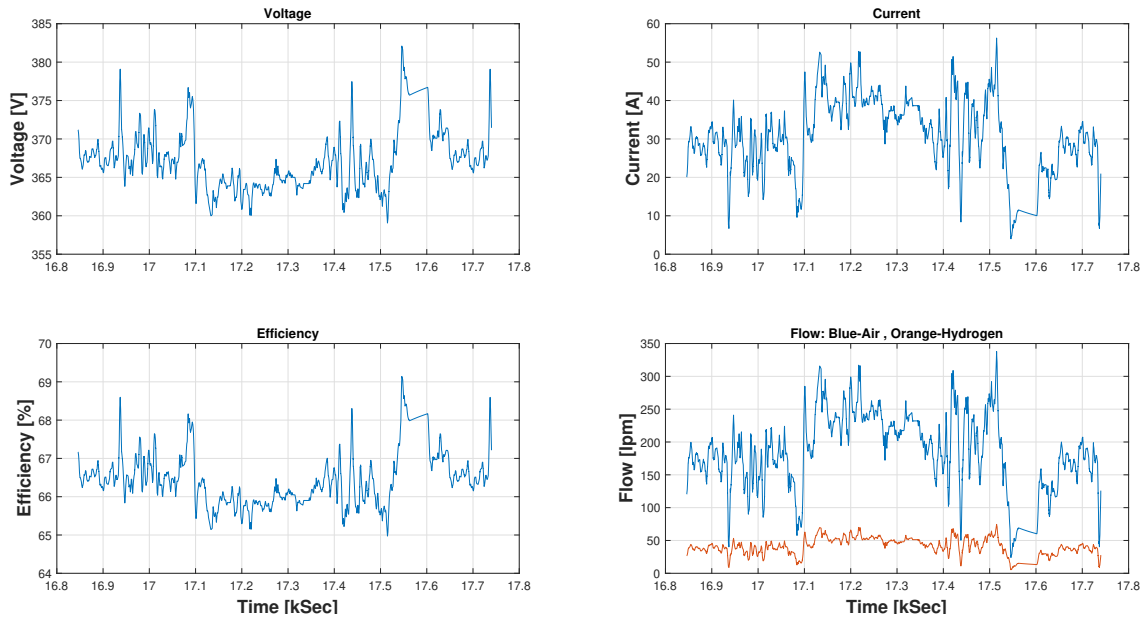 Voltage
385
380
375
370
365
360
355
Voltage [V]
16.8 16.9 17 17.1 17.2 17.3 17.4 17.5 17.6 17.7 17.8
Current
60
50
40
30
20
10
0
Current [A]
16.8 16.9 17 17.1 17.2 17.3 17.4 17.5 17.6 17.7 17.8
Efficiency
70
69
68
67
66
65
64
Efficiency [%]
16.8 16.9 17 17.1 17.2 17.3 17.4 17.5 17.6 17.7 17.8
Time [kSec]
Flow: Blue-Air , Orange-Hydrogen
350
300
250
200
150
100
50
0
Flow [lpm]
16.8 16.9 17 17.1 17.2 17.3 17.4 17.5 17.6 17.7 17.8
Time [kSec]